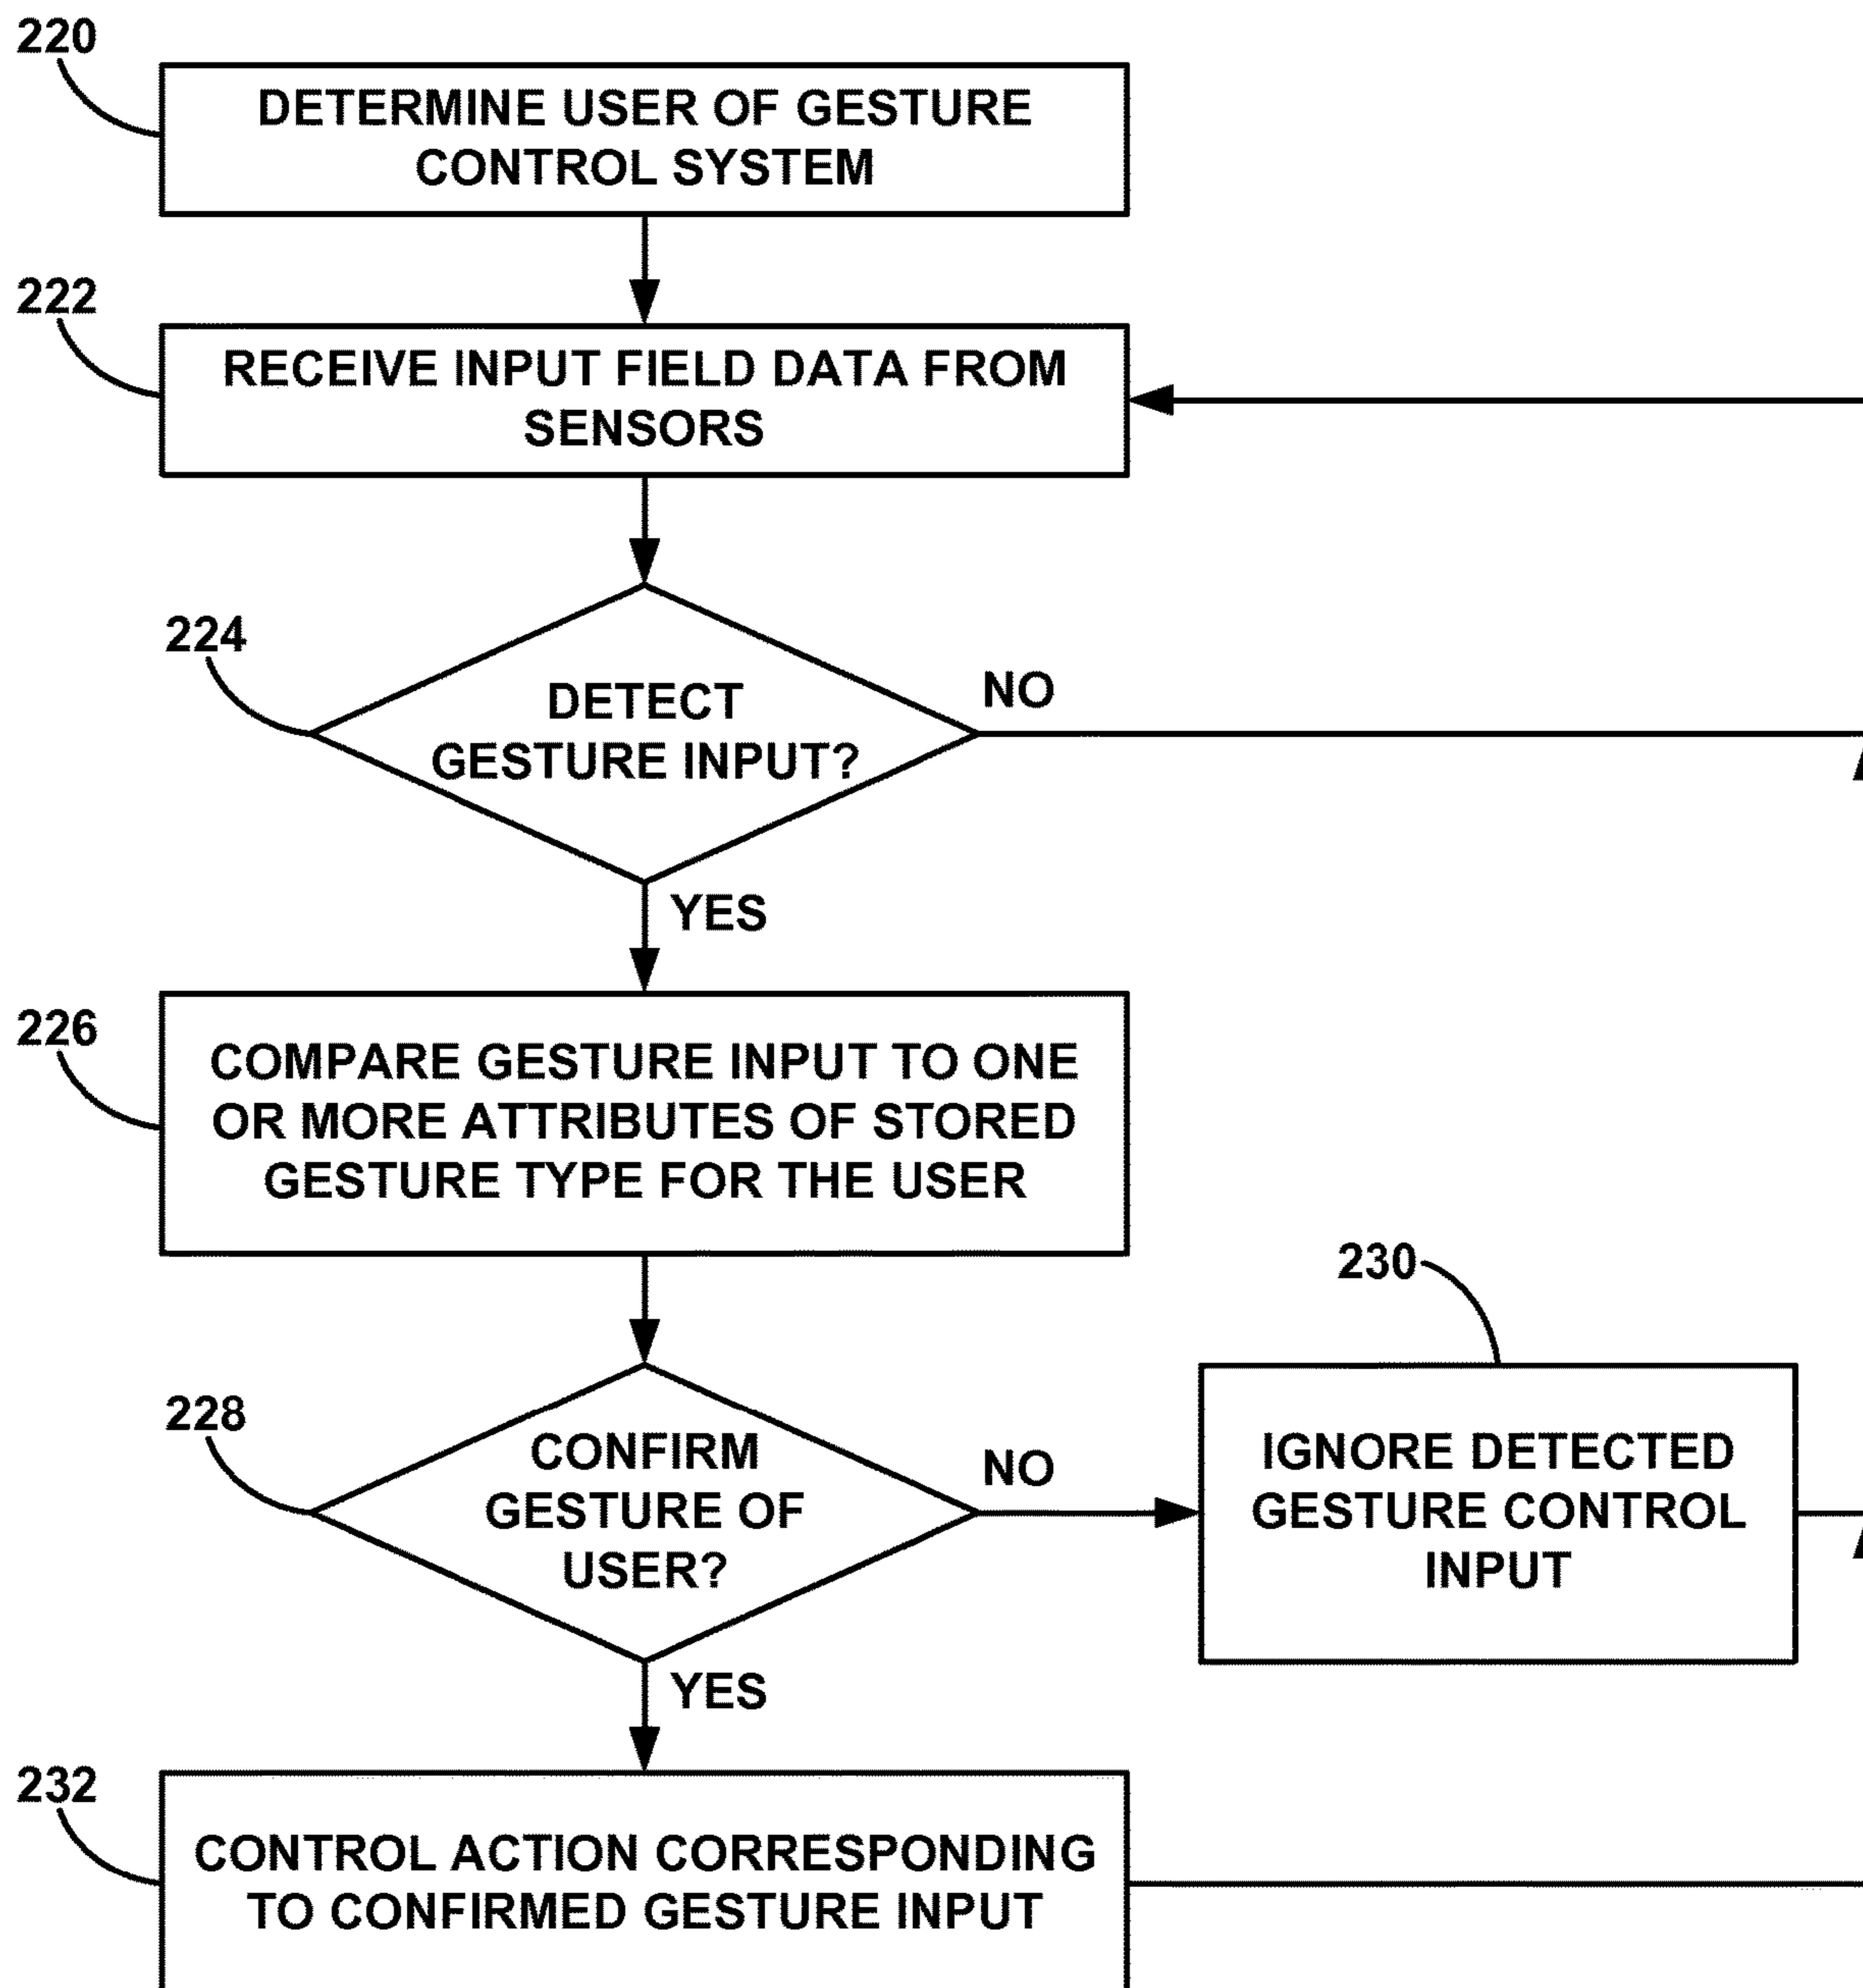 220
DETERMINE USER OF GESTURE
CONTROL SYSTEM
222
RECEIVE INPUT FIELD DATA FROM
SENSORS
224
DETECT
GESTURE INPUT?
NO
YES
226
COMPARE GESTURE INPUT TO ONE
OR MORE ATTRIBUTES OF STORED
GESTURE TYPE FOR THE USER
228
CONFIRM
GESTURE OF
USER?
NO
230
IGNORE DETECTED
GESTURE CONTROL
INPUT
YES
232
CONTROL ACTION CORRESPONDING
TO CONFIRMED GESTURE INPUT